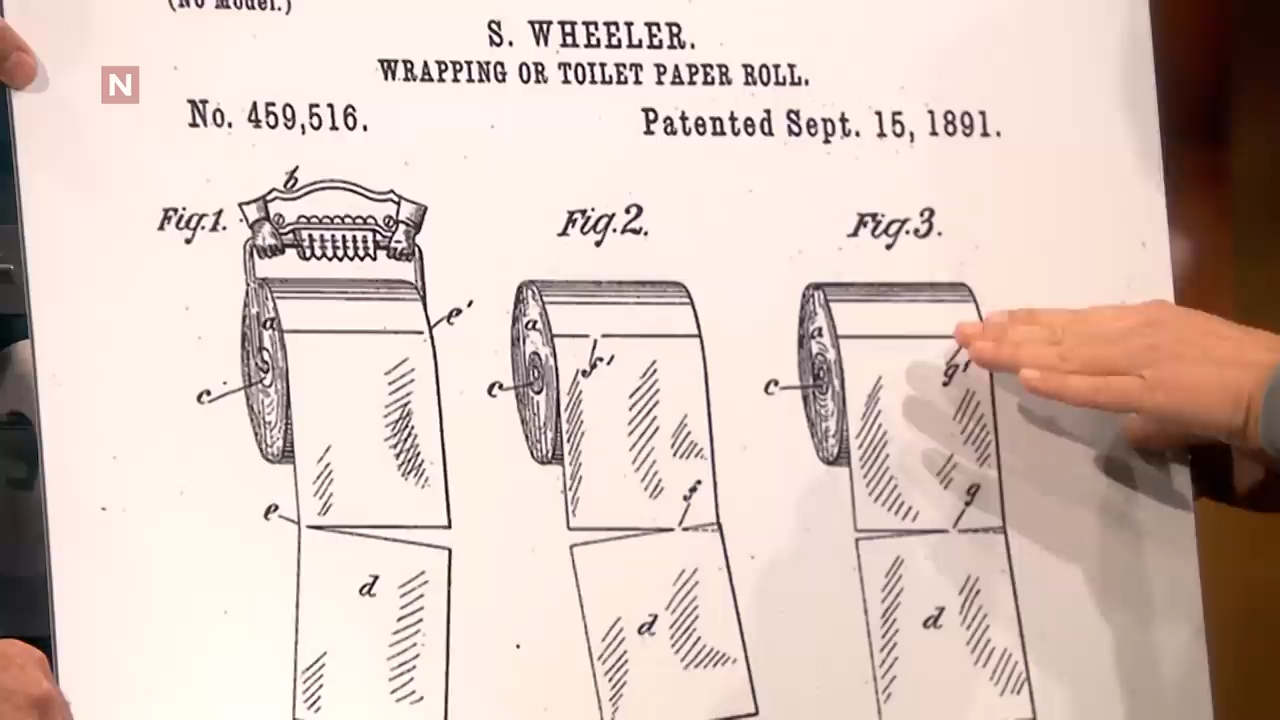 (No Model.)
S. WHEELER.
WRAPPING OR TOILET PAPER ROLL.
No. 459,516.
Patented Sept. 15, 1891.
N
b
Fig.1.
Fig.2.
Fig.3.
a
e'
a
f'
a
g'
c
c
c
e
f
g
d
d
d